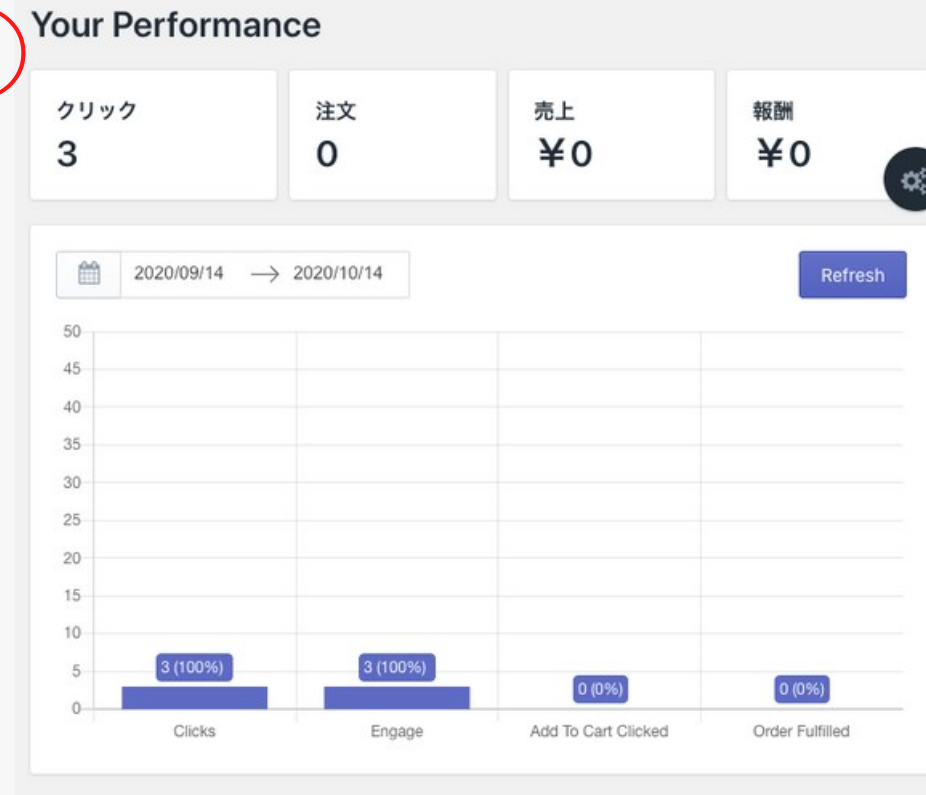 Your Performance
クリック
3
注文
0
売上
¥0
報酬
¥0
2020/09/14 → 2020/10/14
Refresh
50
45
40
35
30
25
20
15
10
5
0
3 (100%)
3 (100%)
0 (0%)
0 (0%)
Clicks
Engage
Add To Cart Clicked
Order Fulfilled